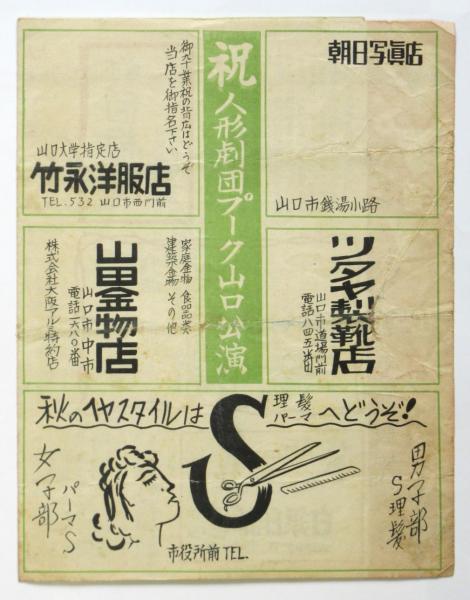 祝 人形劇団プーク山口公演
朝日写眞店
山口市銭湯小路
御卆業祝の背広はどうぞ
当店を御指名下さい
山口大学指定店
竹永洋服店
TEL.532 山口市西門前
ツタヤ製靴店
山口市道場門前
電話八四五番
家庭金物 食品品类
建築金物 その他
山田金物店
山口市中市
電話一六八〇番
株式会社大阪アルミ特約店
秋のヘヤスタイルは
S
理髪
パーマ
へどうぞ!
男子部
S理髪
女子部
パーマS
市役所前TEL.